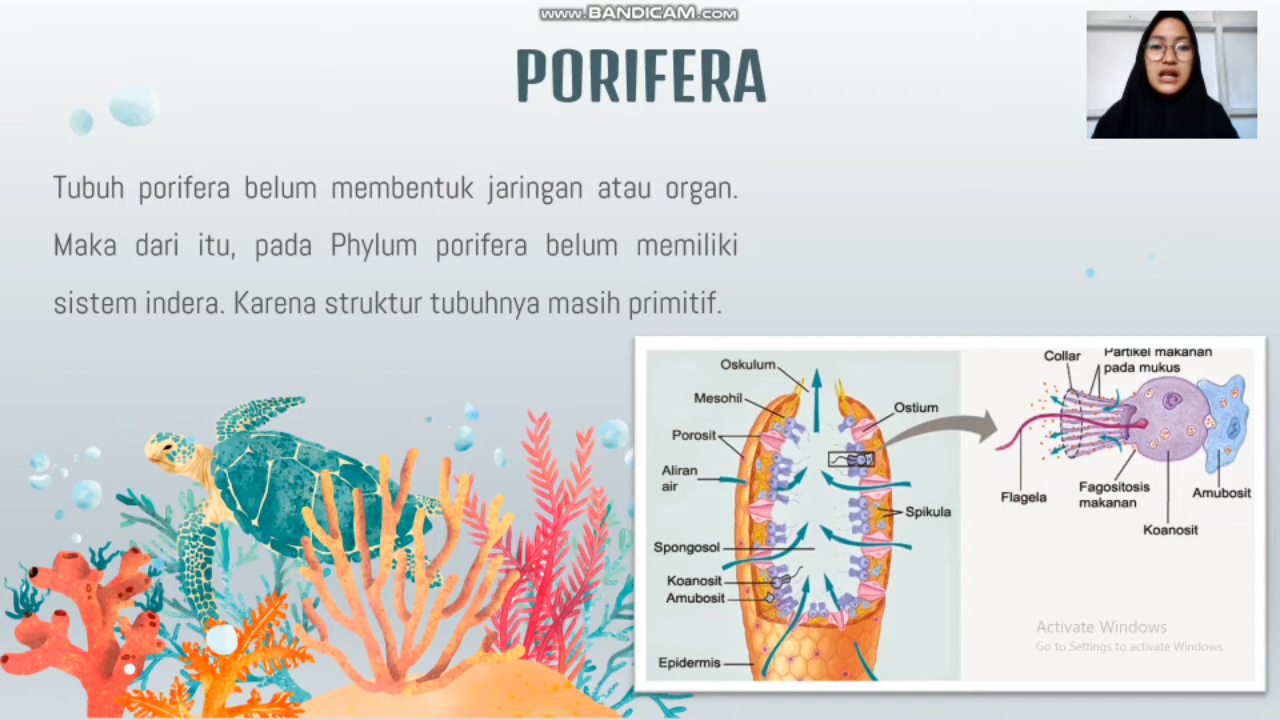 www.BANDICAM.com
PORIFERA
Tubuh porifera belum membentuk jaringan atau organ.
Maka dari itu, pada Phylum porifera belum memiliki
sistem indera. Karena struktur tubuhnya masih primitif.
Oskulum
Mesohil
Ostium
Porosit
Aliran
air
Spikula
Spongosol
Koanosit
Amubosit
Epidermis
Collar
Partikel makanan
pada mukus
Flagela
Fagositosis
makanan
Amubosit
Koanosit
Activate Windows
Go to Settings to activate Windows.